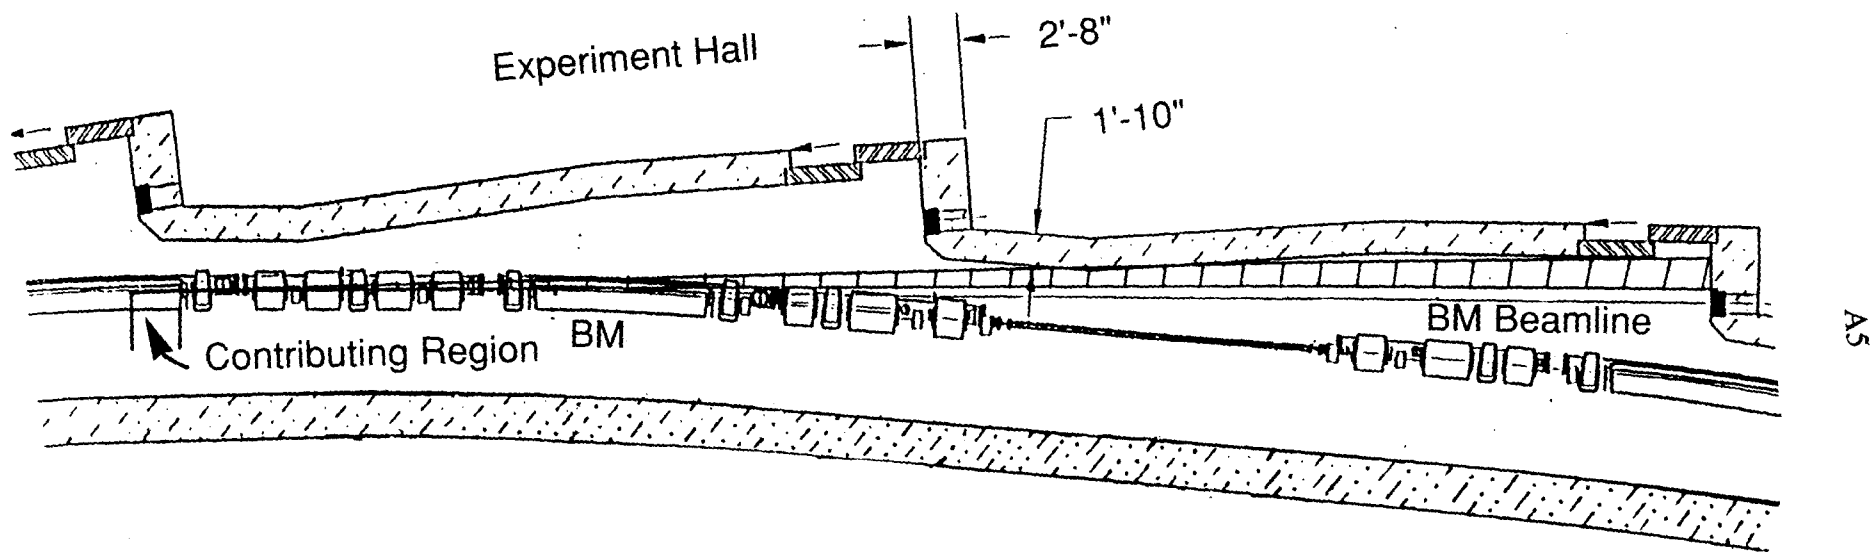 Experiment Hall
2'-8"
1'-10"
BM
BM Beamline
Contributing Region
A5